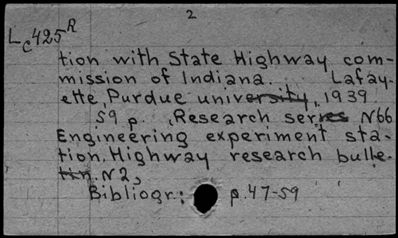 2
Lc425R
tion with State Highway com-
mission of Indiana. Lafay-
ette, Purdue university, 1939
59 p. (Research series N66
Engineering experiment sta-
tion. Highway research bulle-
tin. N2,
Bibliogr.: p. 47-59